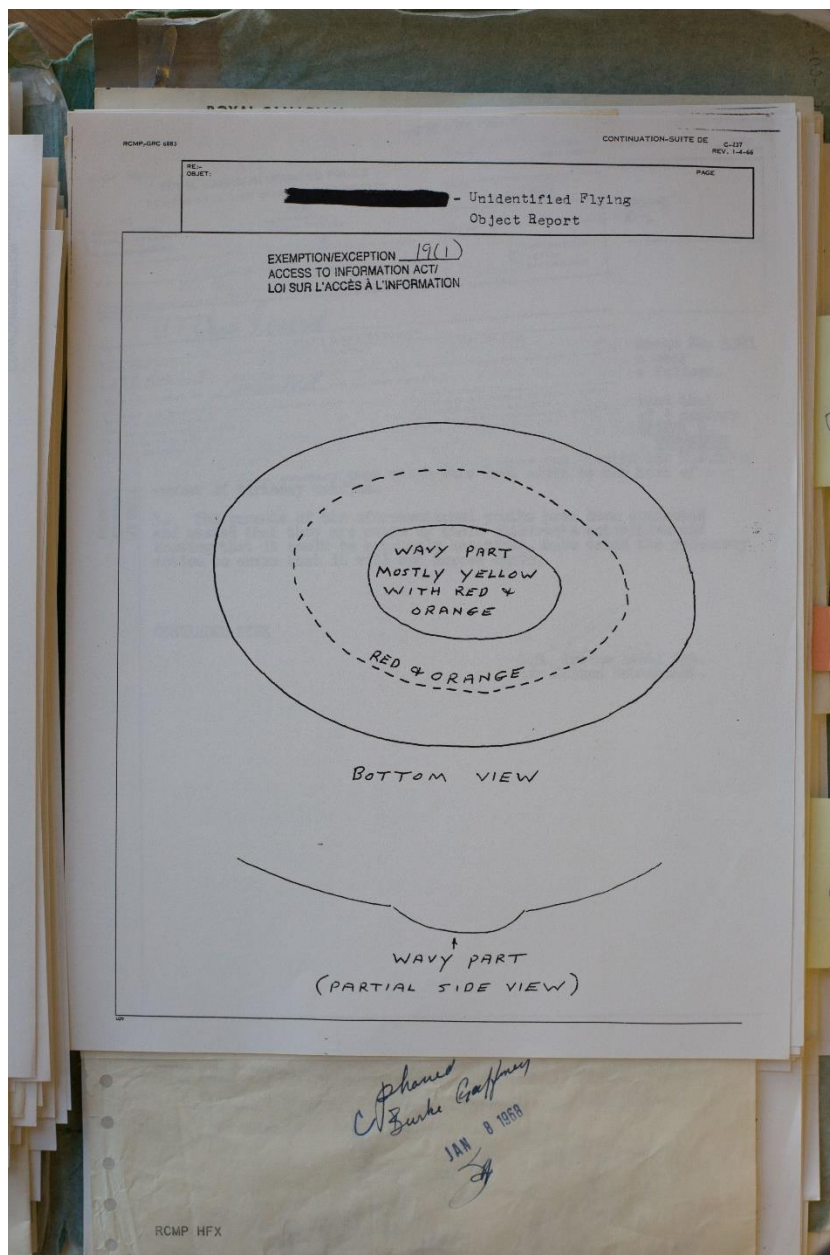 RCMP-GRC 6883
CONTINUATION-SUITE DE C-237
REV. 1-4-66
RE:-
OBJET:
PAGE
- Unidentified Flying
Object Report
EXEMPTION/EXCEPTION 19(1)
ACCESS TO INFORMATION ACT/
LOI SUR L'ACCÈS À L'INFORMATION
WAVY PART
MOSTLY YELLOW
WITH RED &
ORANGE
RED & ORANGE
BOTTOM VIEW
WAVY PART
(PARTIAL SIDE VIEW)
phoned
Burke Gaffney
JAN 8 1968
RCMP HFX